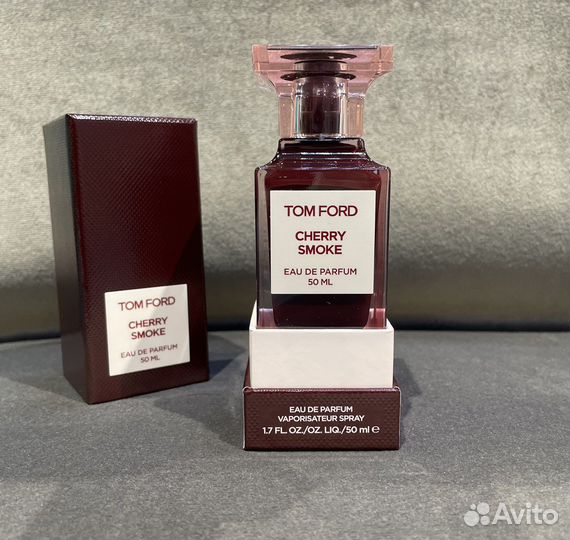 TOM FORD
CHERRY
SMOKE
EAU DE PARFUM
50 ML
TOM FORD
CHERRY
SMOKE
EAU DE PARFUM
50 ML
EAU DE PARFUM
VAPORISATEUR SPRAY
1.7 FL. OZ./OZ. LIQ./50 ml ℮
Avito